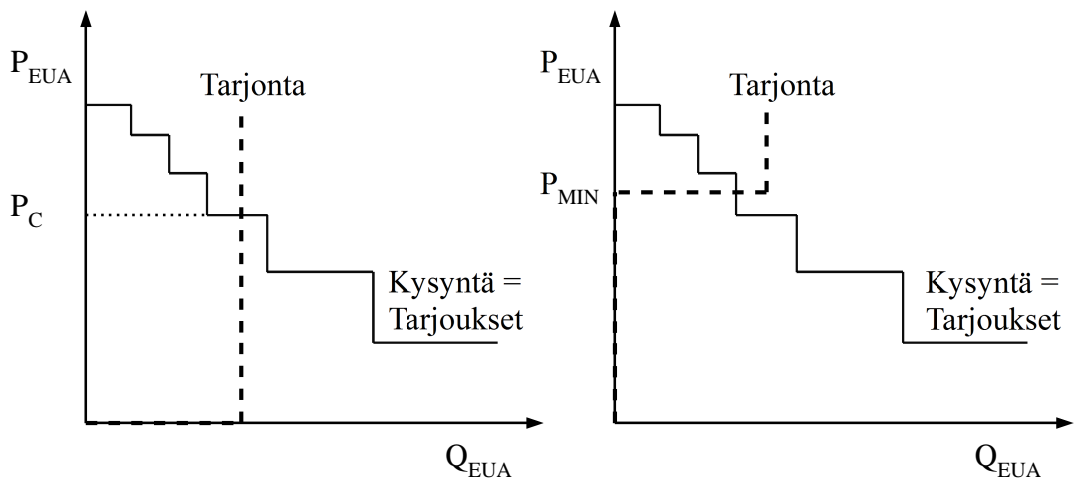 P_EUA
Tarjonta
P_C
Kysyntä =
Tarjoukset
Q_EUA
P_EUA
Tarjonta
P_MIN
Kysyntä =
Tarjoukset
Q_EUA